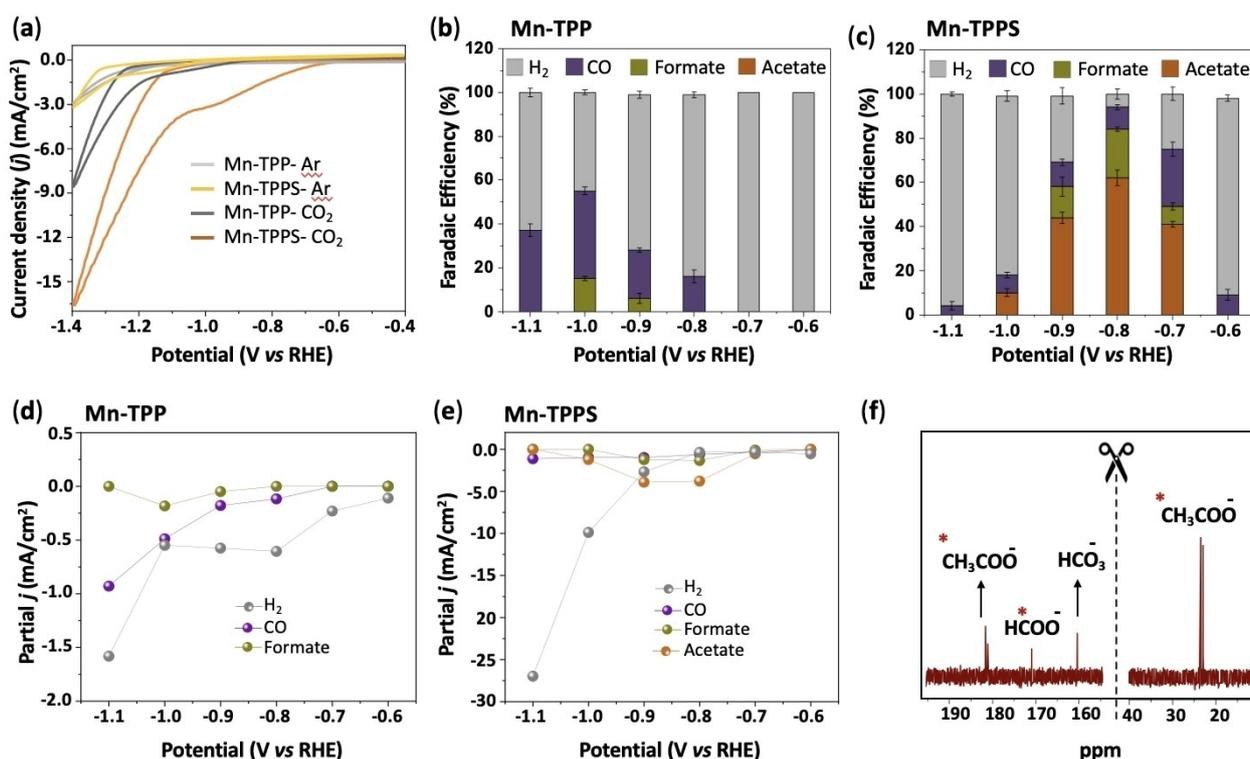 (a)
Current density (j) (mA/cm²)
0.0
-3.0
-6.0
-9.0
-12
-15
Mn-TPP- Ar
Mn-TPPS- Ar
Mn-TPP- CO₂
Mn-TPPS- CO₂
-1.4 -1.2 -1.0 -0.8 -0.6 -0.4
Potential (V vs RHE)
(b) Mn-TPP
Faradaic Efficiency (%)
120
100
80
60
40
20
0
H₂ CO Formate Acetate
-1.1 -1.0 -0.9 -0.8 -0.7 -0.6
Potential (V vs RHE)
(c) Mn-TPPS
Faradaic Efficiency (%)
120
100
80
60
40
20
0
H₂ CO Formate Acetate
-1.1 -1.0 -0.9 -0.8 -0.7 -0.6
Potential (V vs RHE)
(d) Mn-TPP
Partial j (mA/cm²)
0.5
0.0
-0.5
-1.0
-1.5
-2.0
H₂
CO
Formate
-1.1 -1.0 -0.9 -0.8 -0.7 -0.6
Potential (V vs RHE)
(e) Mn-TPPS
Partial j (mA/cm²)
0.0
-5.0
-10
-15
20
-25
-30
H₂
CO
Formate
Acetate
-1.1 -1.0 -0.9 -0.8 -0.7 -0.6
Potential (V vs RHE)
(f)
*
CH₃COO⁻
*
CH₃COO⁻
HCO₃⁻
*
HCOO⁻
190 180 170 160 40 30 20
ppm